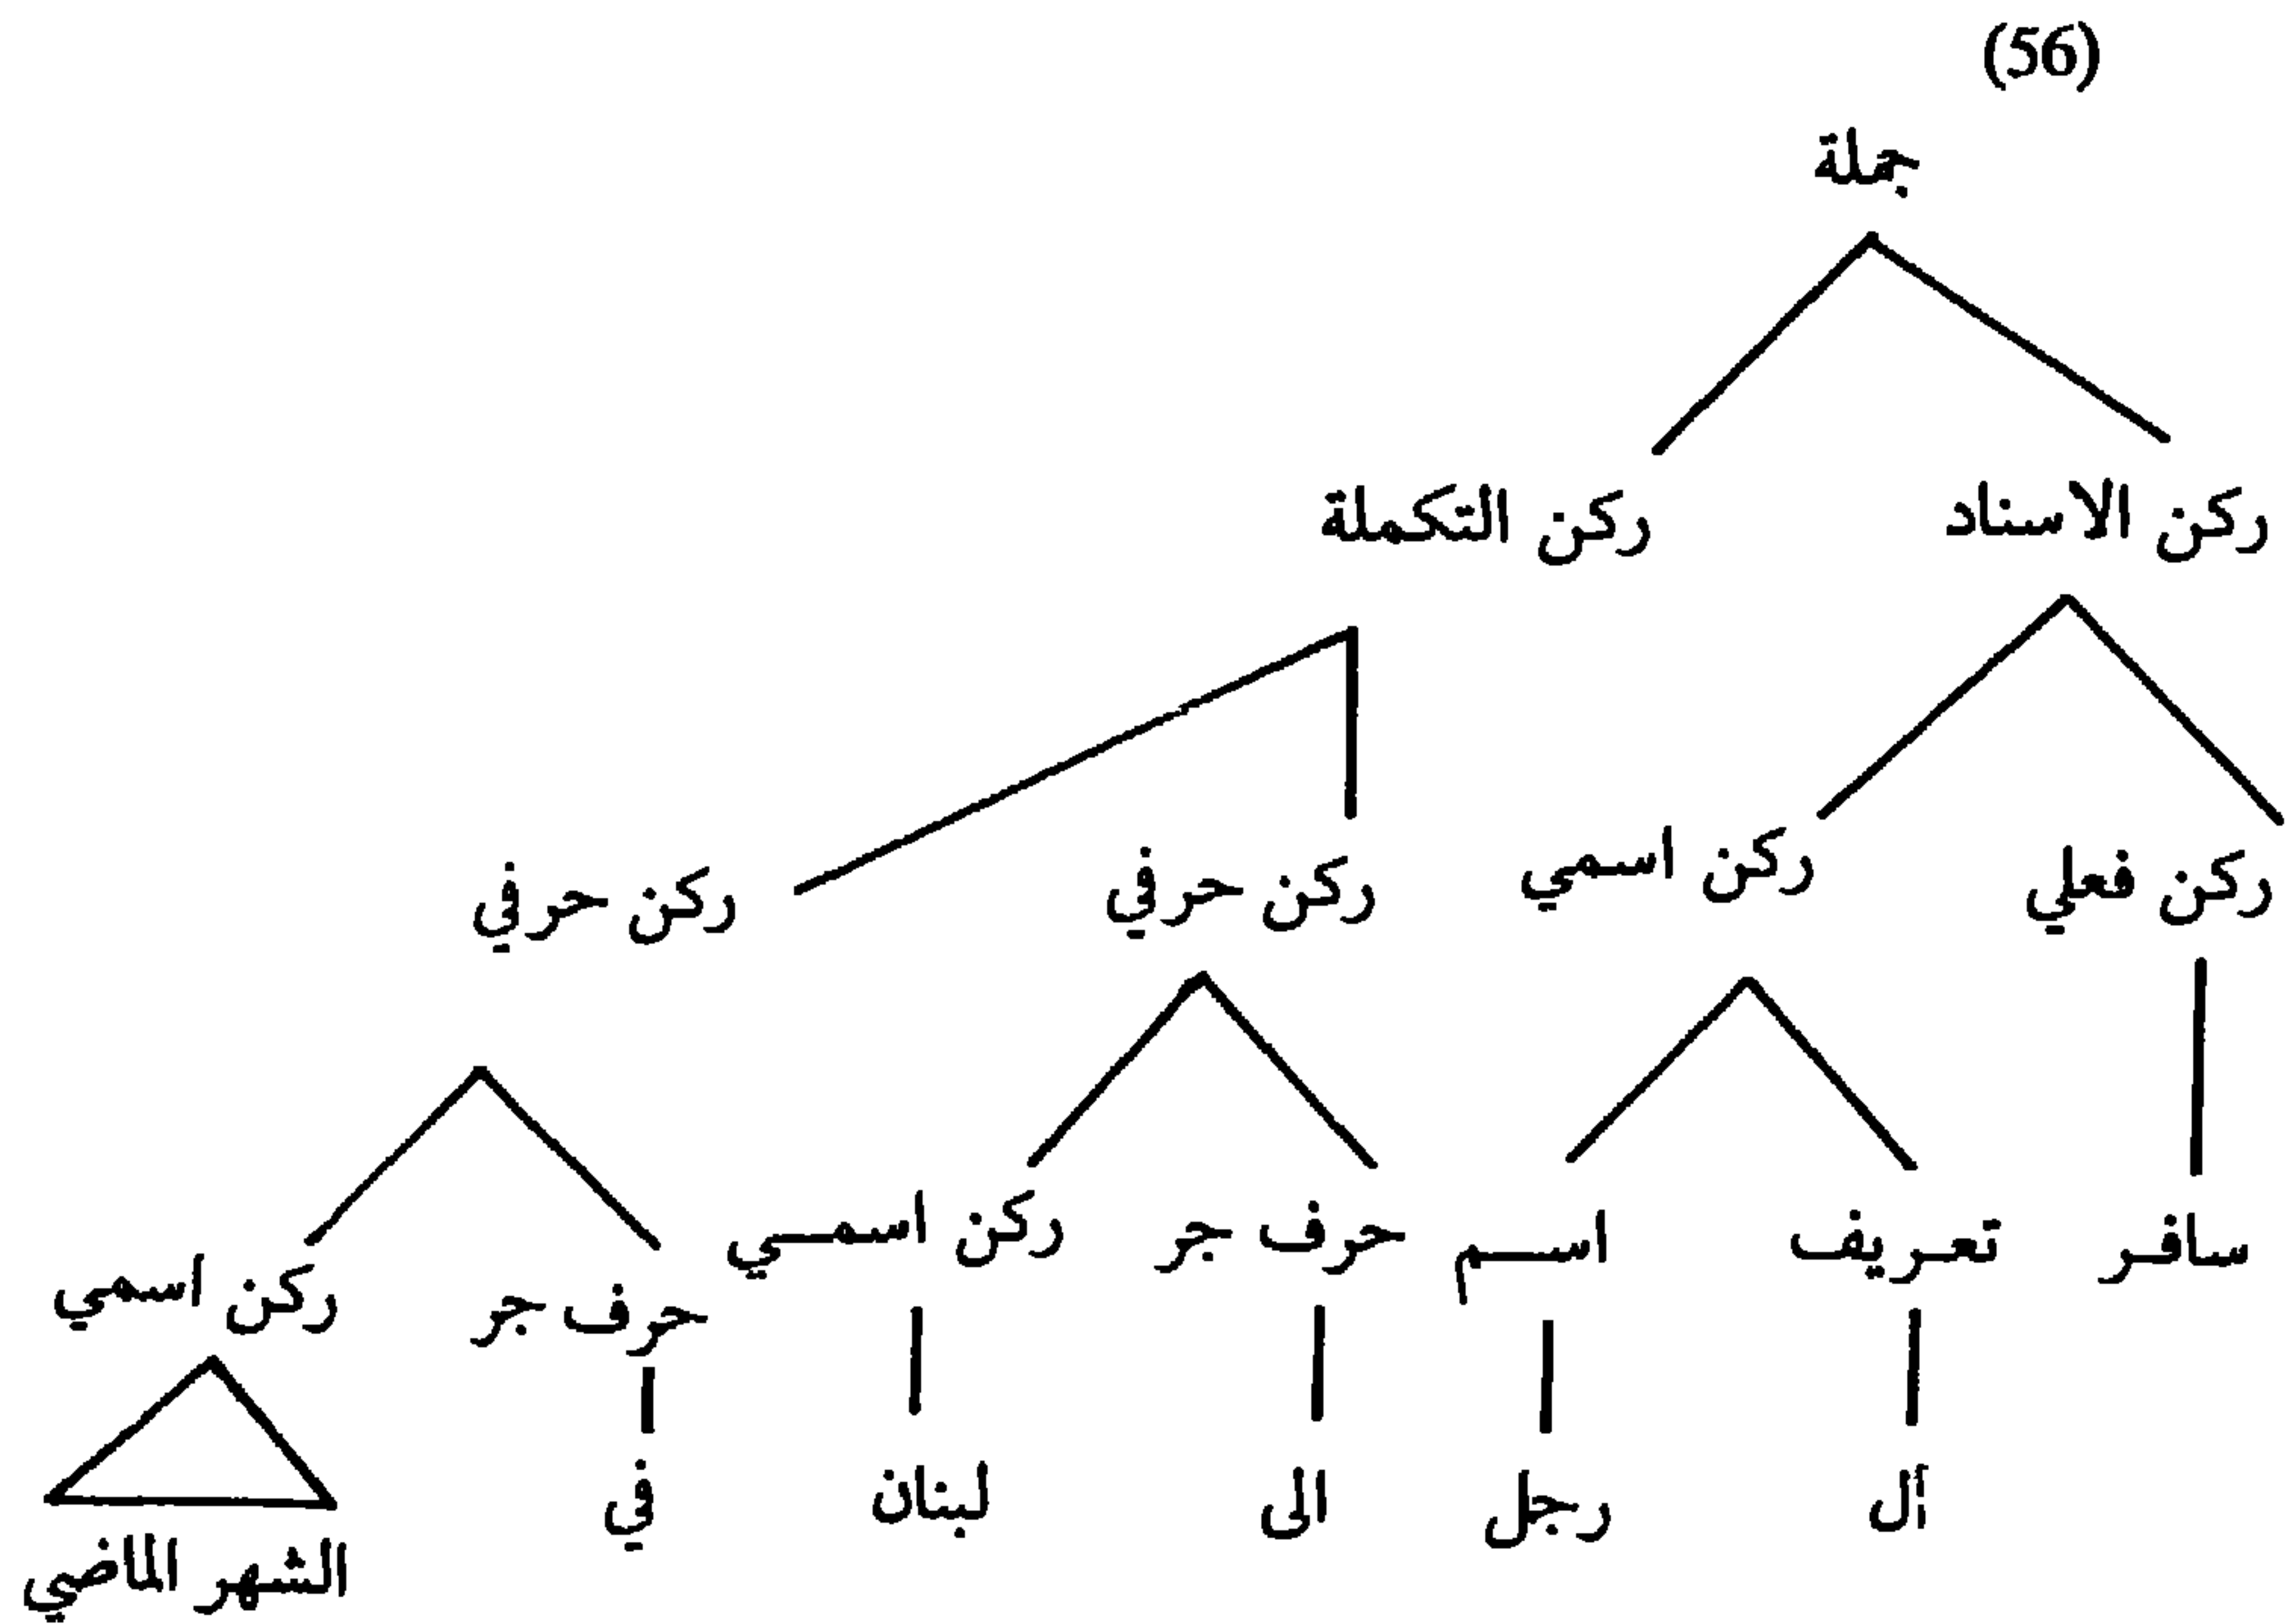 (56)
جملة
ركن الاسناد ركن التكملة
ركن فعلي ركن اسمي ركن حرفي ركن حرفي
سافر تعريف اسم حرف جر ركن اسمي حرف جر ركن اسمي
أل رجل الى لبنان في الشهر الماضي